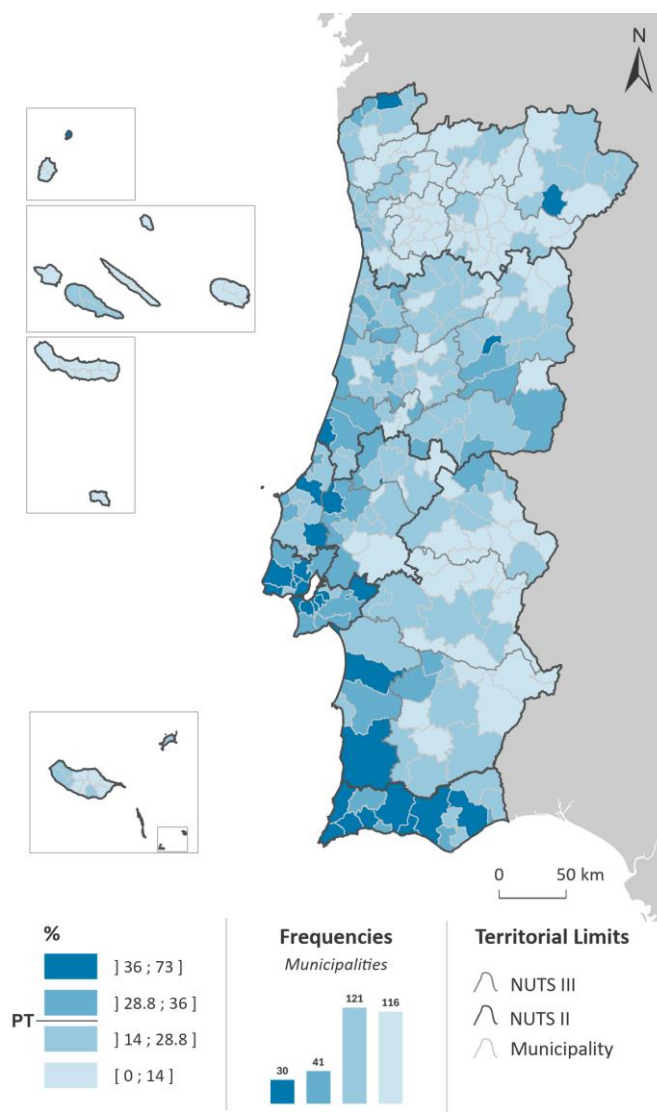 N
0 50 km
%
] 36 ; 73 ]
] 28.8 ; 36 ]
PT
] 14 ; 28.8 ]
[ 0 ; 14 ]
Frequencies
Municipalities
30
41
121
116
Territorial Limits
NUTS III
NUTS II
Municipality